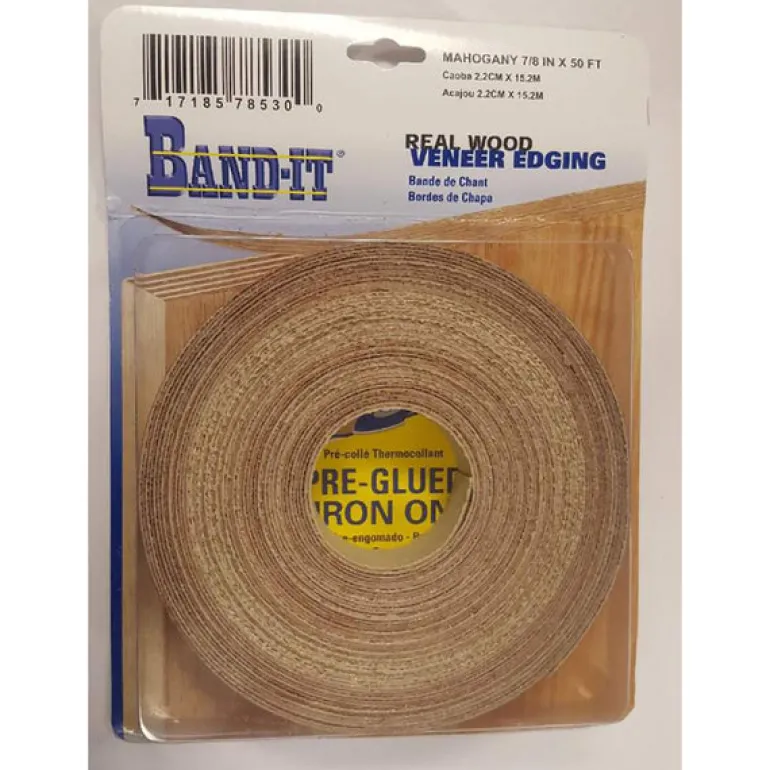 7 17185 78530 0
MAHOGANY 7/8 IN X 50 FT
Caoba 2.2CM X 15.2M
Acajou 2.2CM X 15.2M
BAND-IT®
REAL WOOD
VENEER EDGING
Bande de Chant
Bordes de Chapa
Pré-collé Thermocollant
PRE-GLUED
IRON ON
-engomado -